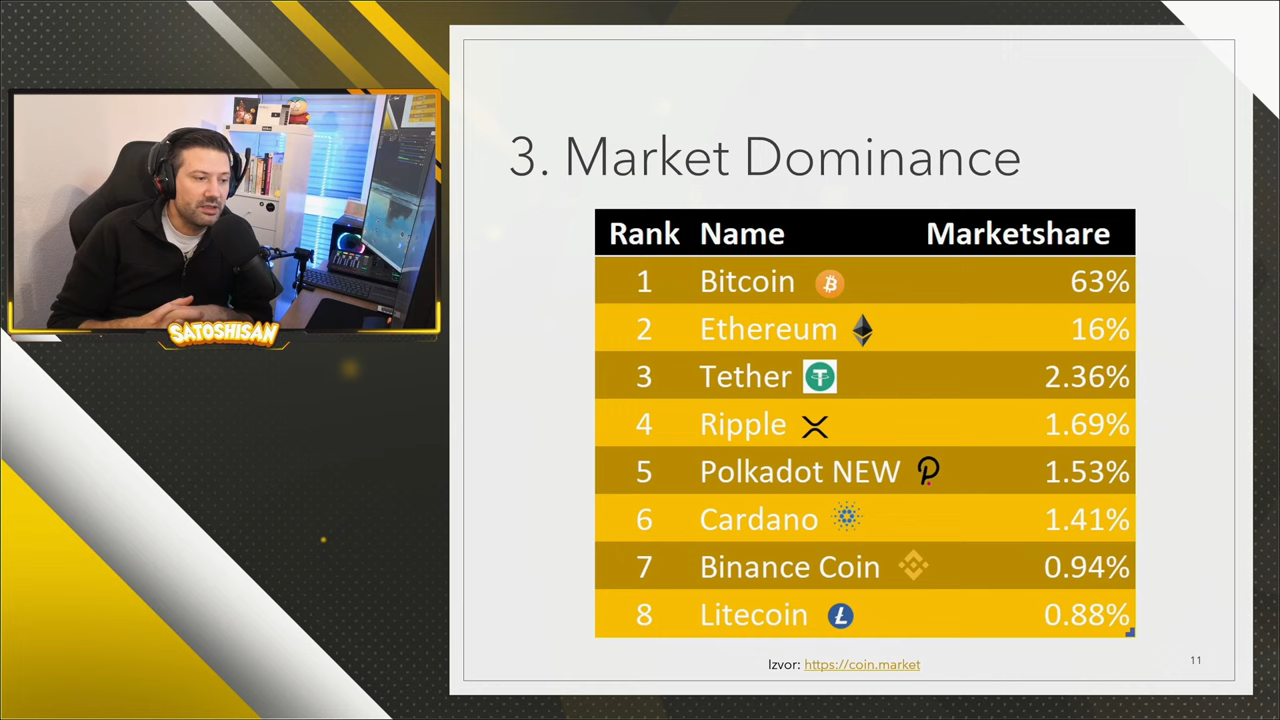 SATOSHISAN
3. Market Dominance
Rank Name Marketshare
1 Bitcoin 63%
2 Ethereum 16%
3 Tether 2.36%
4 Ripple 1.69%
5 Polkadot NEW 1.53%
6 Cardano 1.41%
7 Binance Coin 0.94%
8 Litecoin 0.88%
Izvor: https://coin.market
11